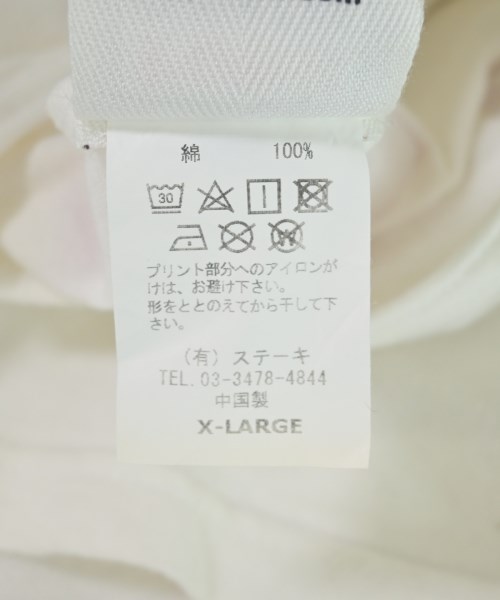 綿 100%
30
W
プリント部分へのアイロンが
けは、お避け下さい。
形をととのえてから干して下
さい。
(有) ステーキ
TEL. 03-3478-4844
中国製
X-LARGE